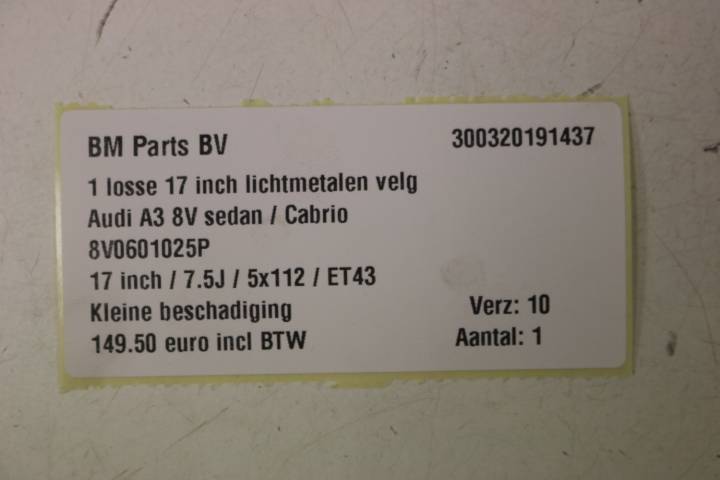 BM Parts BV 300320191437
1 losse 17 inch lichtmetalen velg
Audi A3 8V sedan / Cabrio
8V0601025P
17 inch / 7.5J / 5x112 / ET43
Kleine beschadiging Verz: 10
149.50 euro incl BTW Aantal: 1